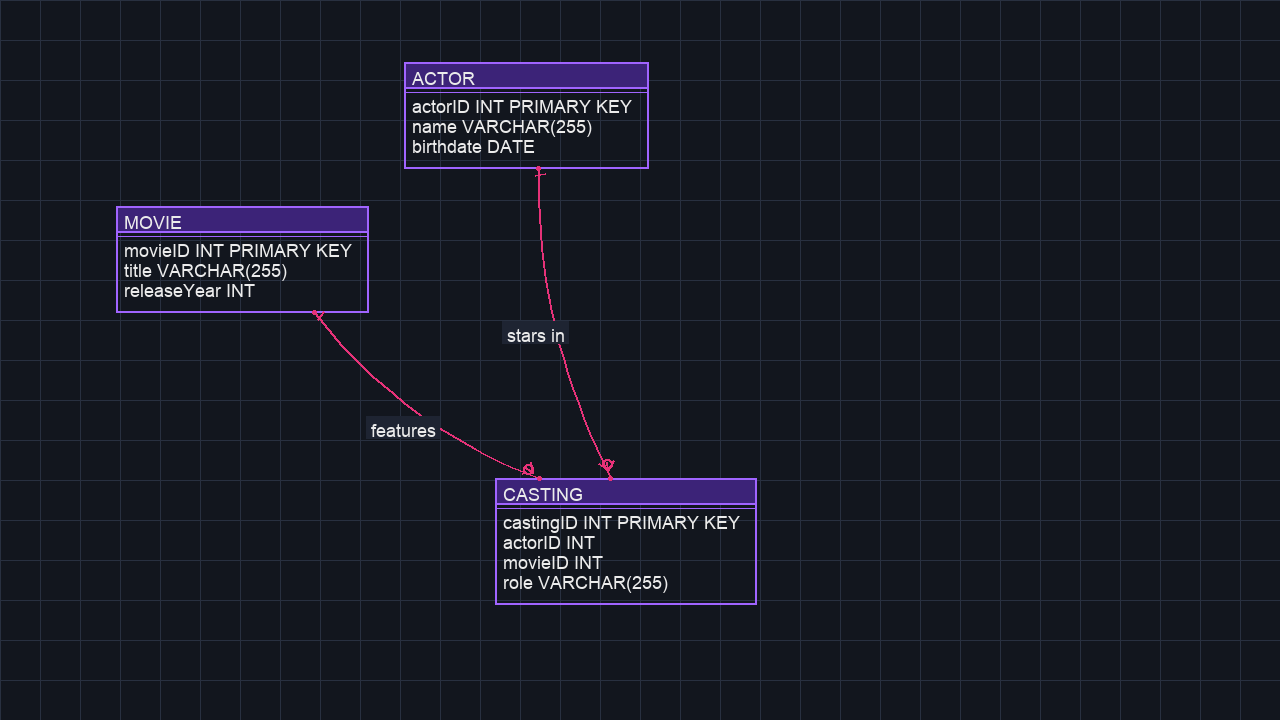 ACTOR
actorID INT PRIMARY KEY
name VARCHAR(255)
birthdate DATE
MOVIE
movieID INT PRIMARY KEY
title VARCHAR(255)
releaseYear INT
stars in
features
CASTING
castingID INT PRIMARY KEY
actorID INT
movieID INT
role VARCHAR(255)